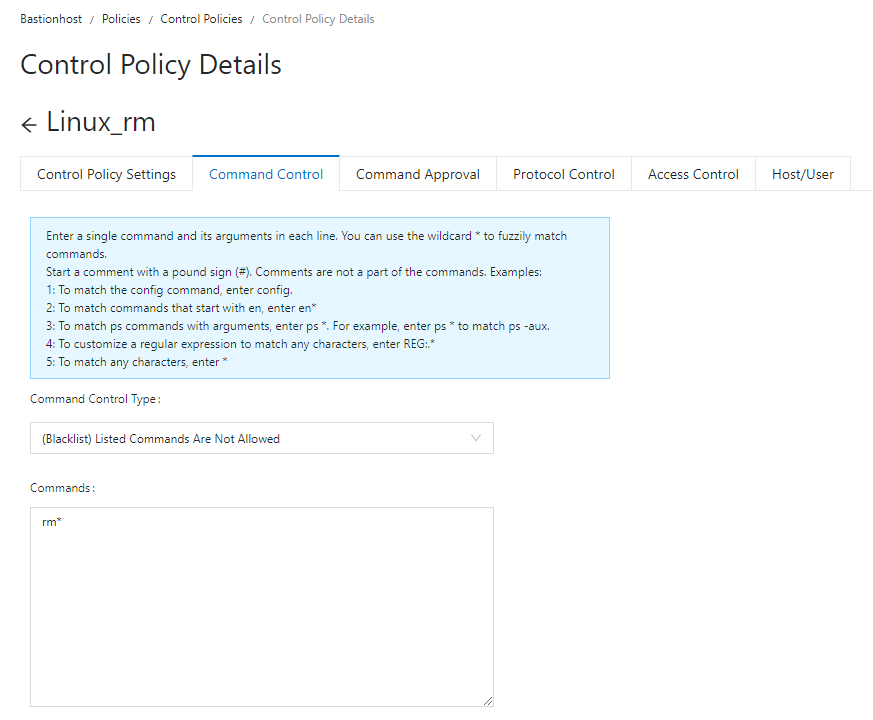 Bastionhost / Policies / Control Policies / Control Policy Details
Control Policy Details
← Linux_rm
Control Policy Settings Command Control Command Approval Protocol Control Access Control Host/User
Enter a single command and its arguments in each line. You can use the wildcard * to fuzzily match
commands.
Start a comment with a pound sign (#). Comments are not a part of the commands. Examples:
1: To match the config command, enter config.
2: To match commands that start with en, enter en*
3: To match ps commands with arguments, enter ps *. For example, enter ps * to match ps -aux.
4: To customize a regular expression to match any characters, enter REG:.*
5: To match any characters, enter *
Command Control Type:
(Blacklist) Listed Commands Are Not Allowed
Commands:
rm*